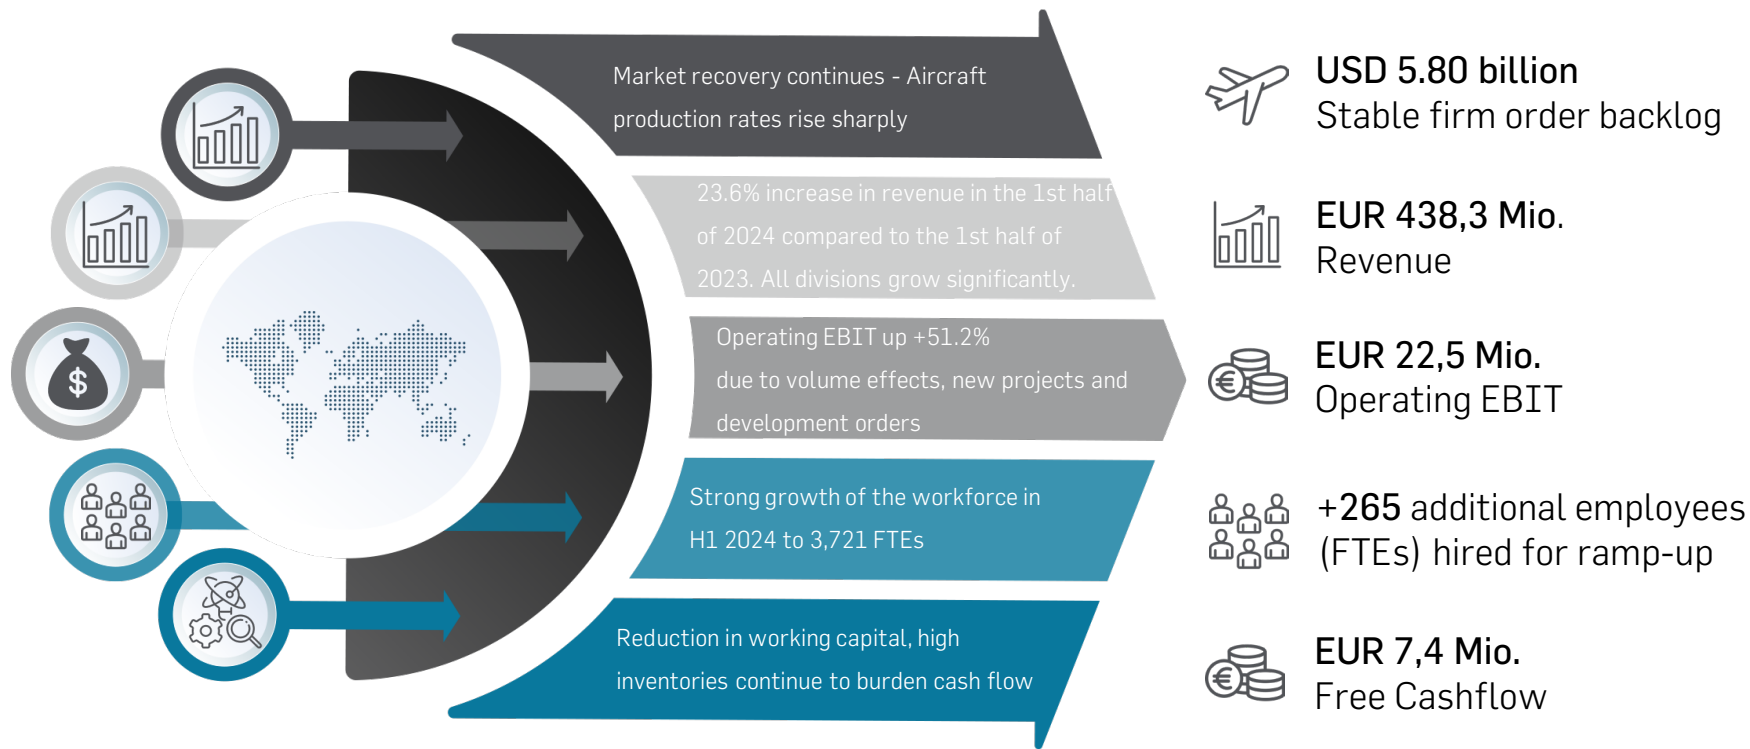 Market recovery continues - Aircraft
production rates rise sharply
USD 5.80 billion
Stable firm order backlog
23.6% increase in revenue in the 1st half
of 2024 compared to the 1st half of
2023. All divisions grow significantly.
EUR 438,3 Mio.
Revenue
$
Operating EBIT up +51.2%
due to volume effects, new projects and
development orders
€
EUR 22,5 Mio.
Operating EBIT
Strong growth of the workforce in
H1 2024 to 3,721 FTEs
+265 additional employees
(FTEs) hired for ramp-up
Reduction in working capital, high
inventories continue to burden cash flow
€
EUR 7,4 Mio.
Free Cashflow